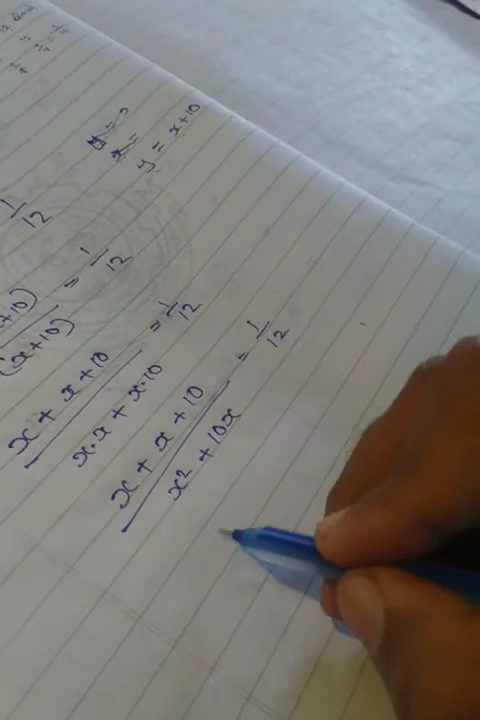 y = x+10
1/12
x+10) / (x+10) = 1/12
x + x+10 / x·x + x·10 = 1/12
x + x + 10 / x² + 10x = 1/12